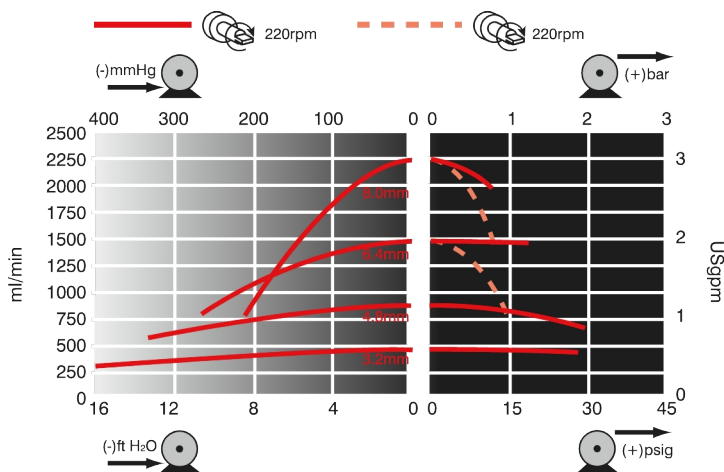 220rpm 220rpm
(-)mmHg (+)bar
400 300 200 100 0 0 1 2 3
2500
2250 3
2000
1750
8.0mm
1500 2
6.4mm
1250
1000
4.8mm
750 1
500
3.2mm
250
0 0
ml/min
USgpm
16 12 8 4 0 0 15 30 45
(-)ft H₂O (+)psig